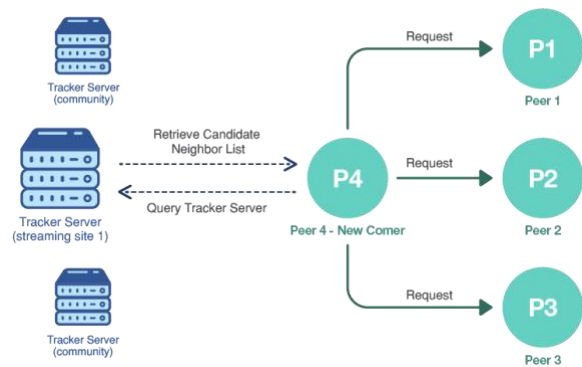 Tracker Server
(community)
Retrieve Candidate
Neighbor List
Query Tracker Server
Tracker Server
(streaming site 1)
Tracker Server
(community)
P4
Peer 4 - New Comer
Request
P1
Peer 1
Request
P2
Peer 2
Request
P3
Peer 3